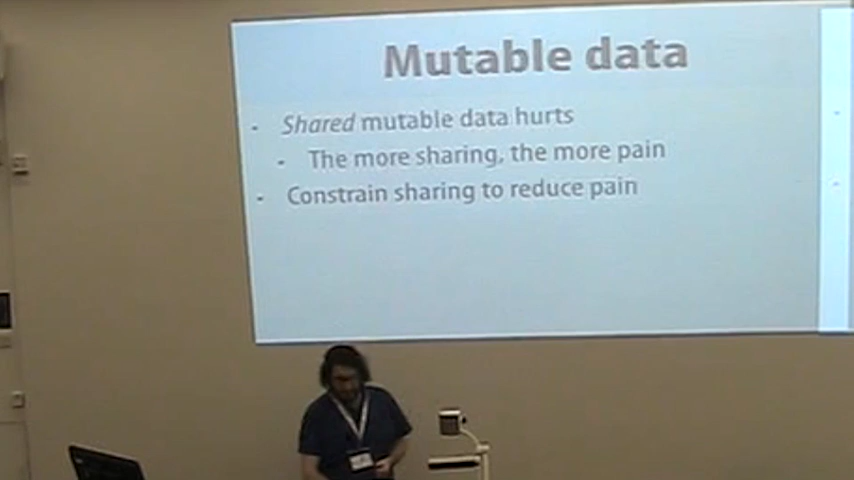 Mutable data
- Shared mutable data hurts
- The more sharing, the more pain
- Constrain sharing to reduce pain